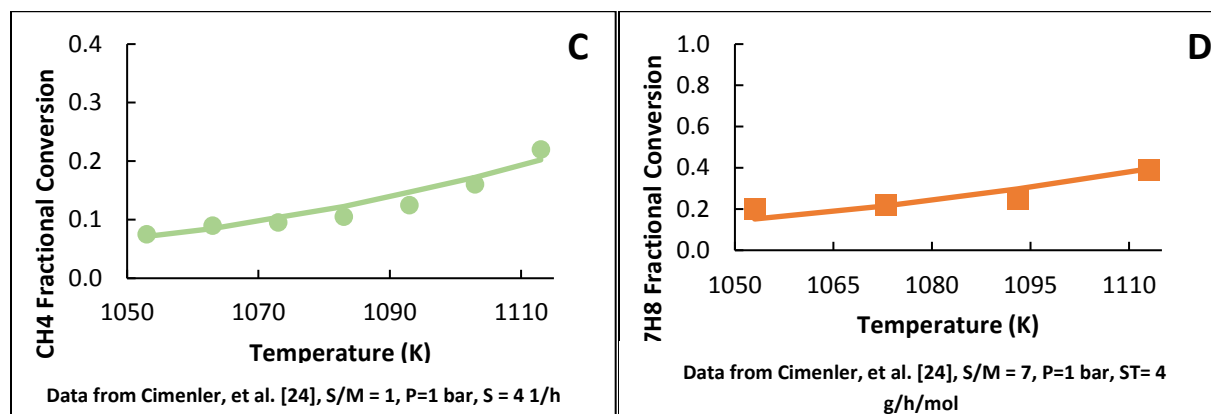 C
CH4 Fractional Conversion
0.4
0.3
0.2
0.1
0.0
1050 1070 1090 1110
Temperature (K)
Data from Cimenler, et al. [24], S/M = 1, P=1 bar, S = 4 1/h
D
7H8 Fractional Conversion
1.0
0.8
0.6
0.4
0.2
0.0
1050 1065 1080 1095 1110
Temperature (K)
Data from Cimenler, et al. [24], S/M = 7, P=1 bar, ST= 4
g/h/mol